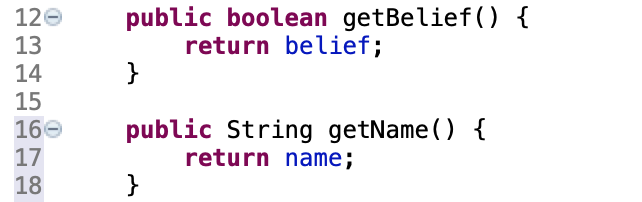 12 public boolean getBelief() {
13 return belief;
14 }
15
16 public String getName() {
17 return name;
18 }